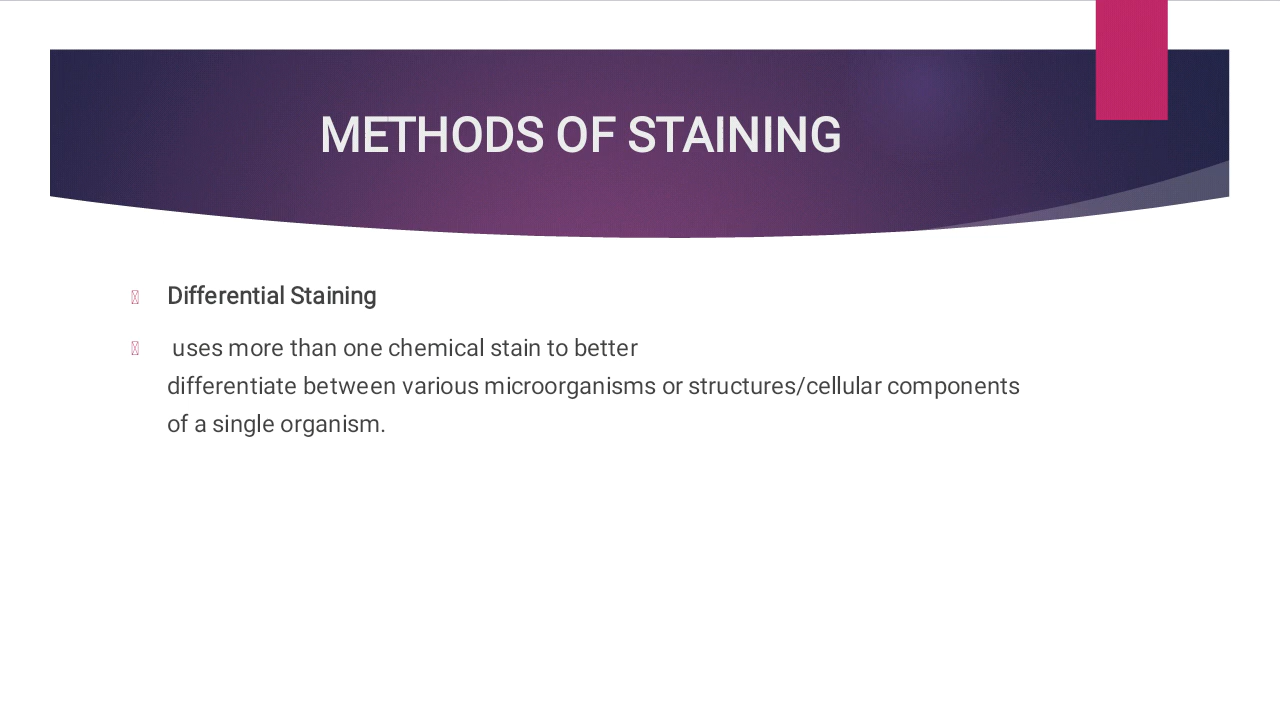 METHODS OF STAINING
Differential Staining
uses more than one chemical stain to better
differentiate between various microorganisms or structures/cellular components
of a single organism.